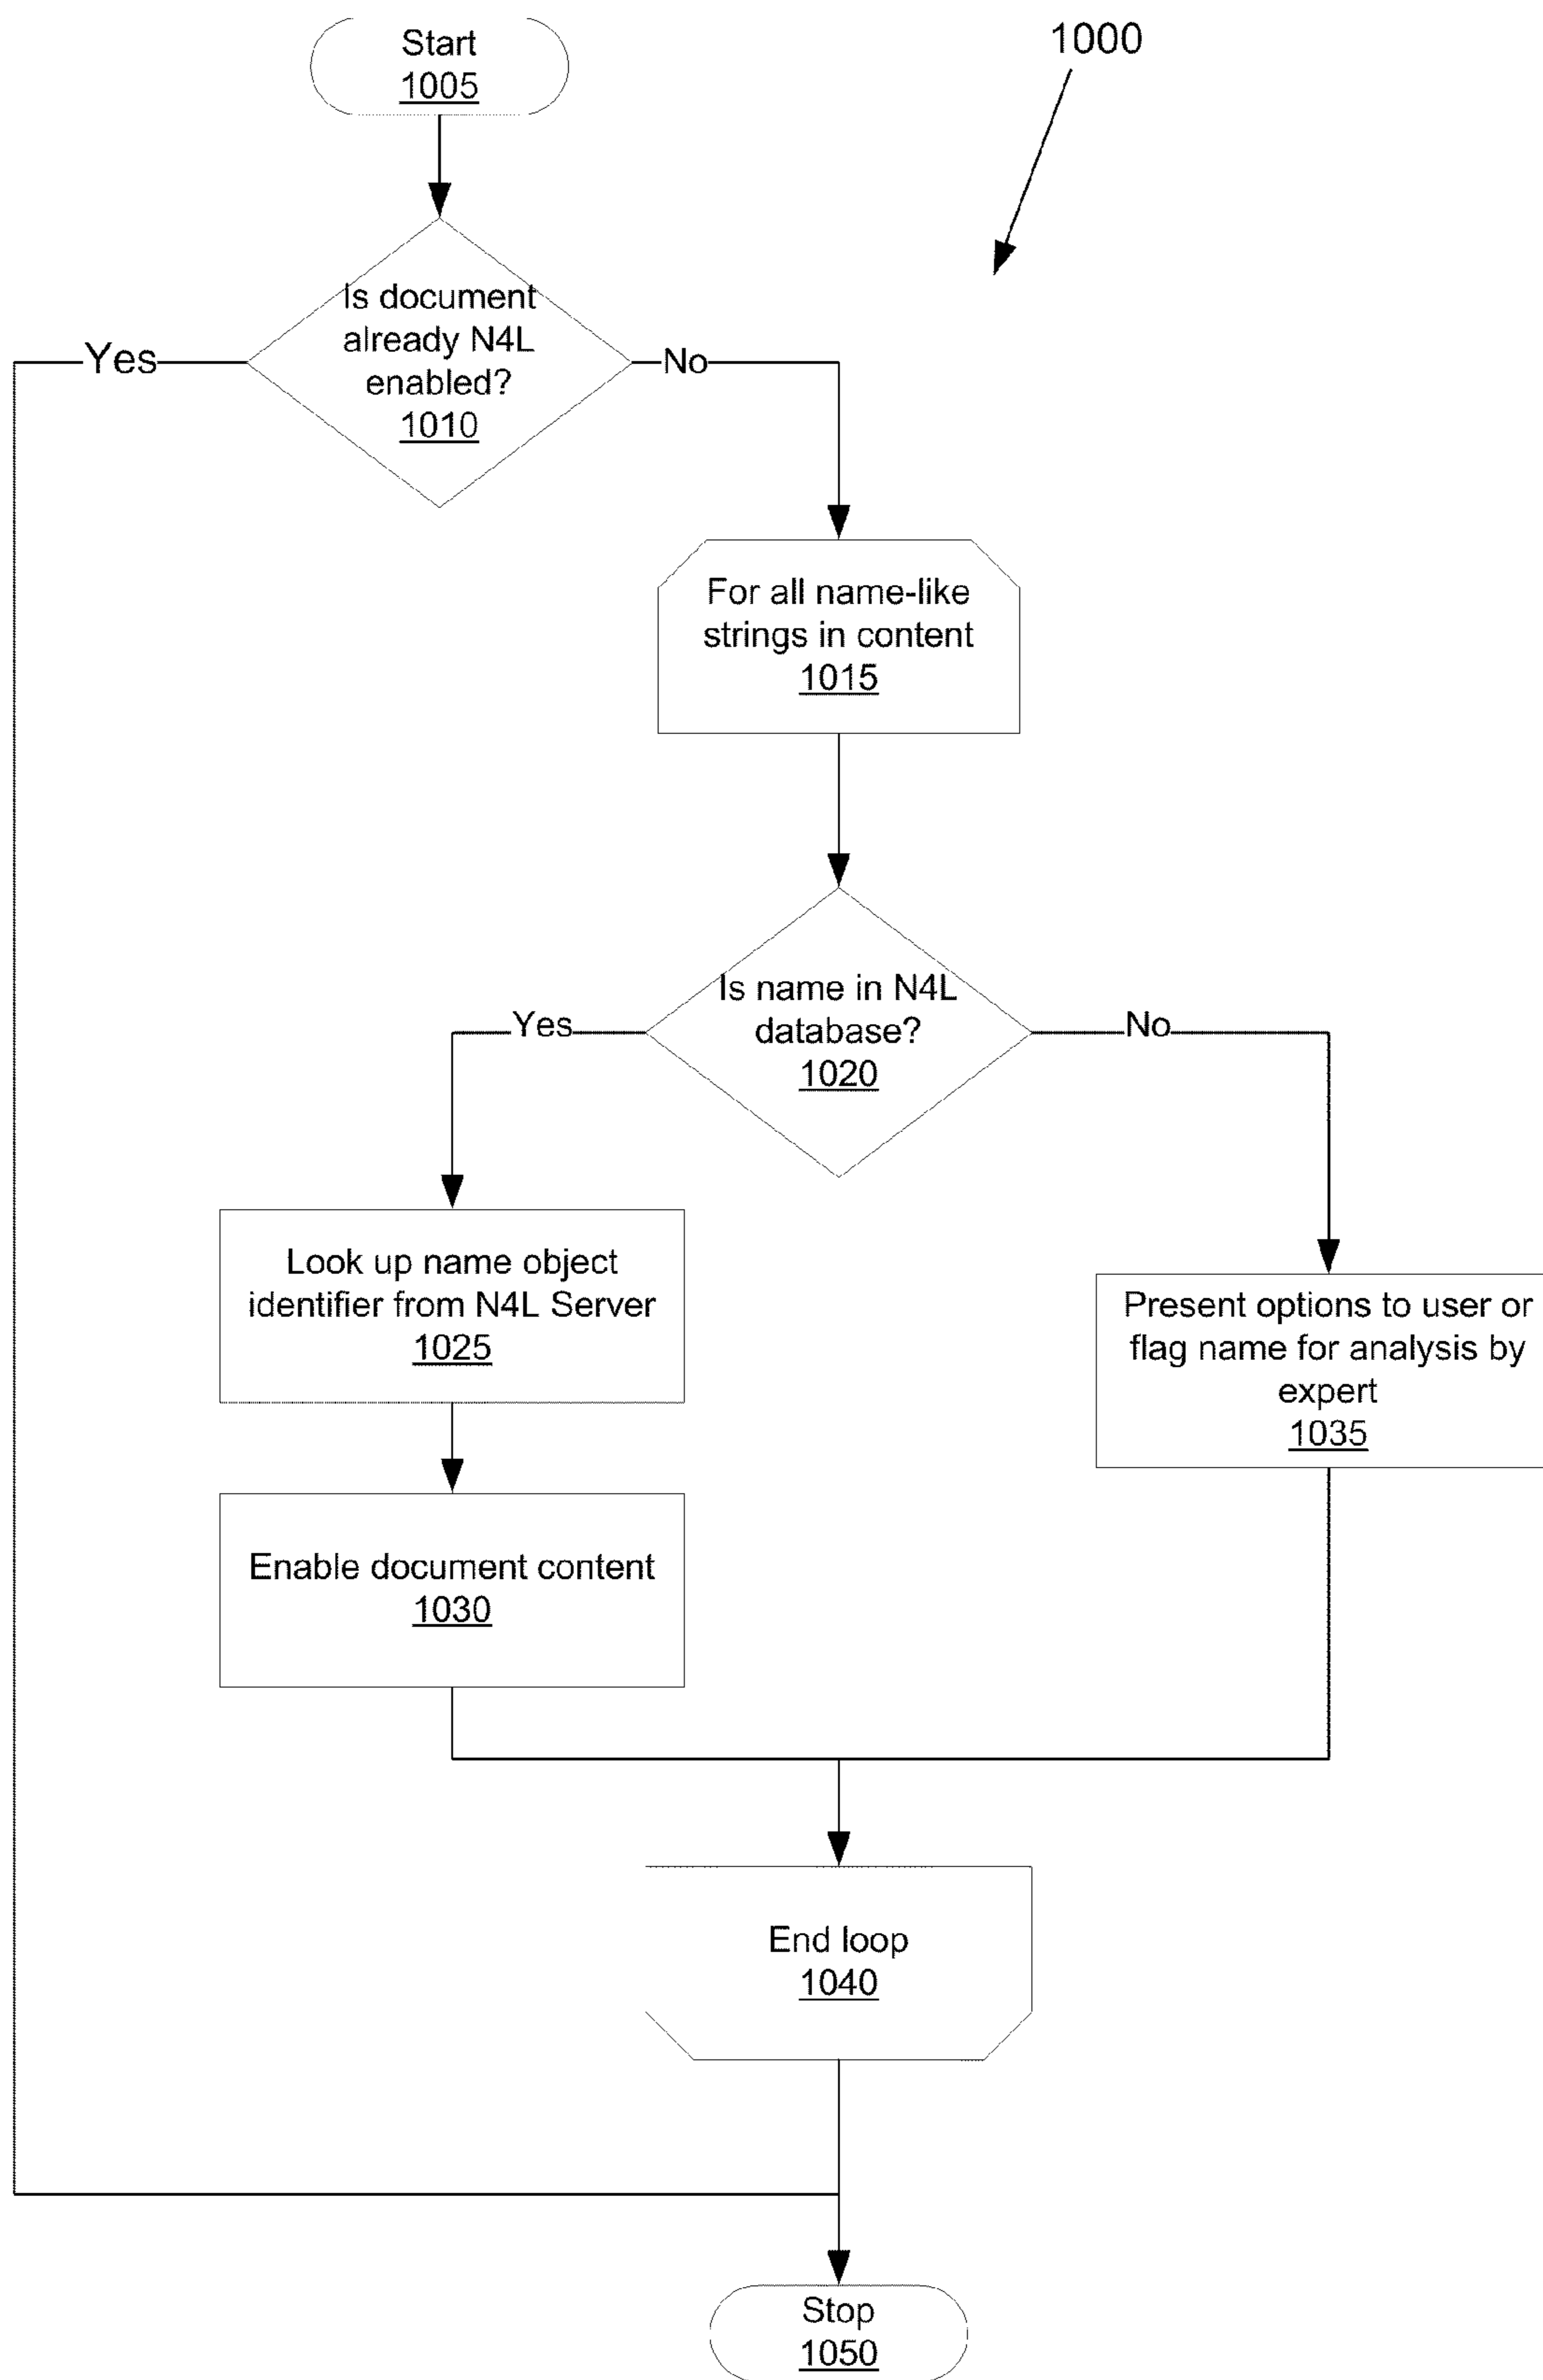 Start
1005
1000
Is document
already N4L
enabled?
1010
Yes
No
For all name-like
strings in content
1015
Is name in N4L
database?
1020
Yes
No
Look up name object
identifier from N4L Server
1025
Present options to user or
flag name for analysis by
expert
1035
Enable document content
1030
End loop
1040
Stop
1050